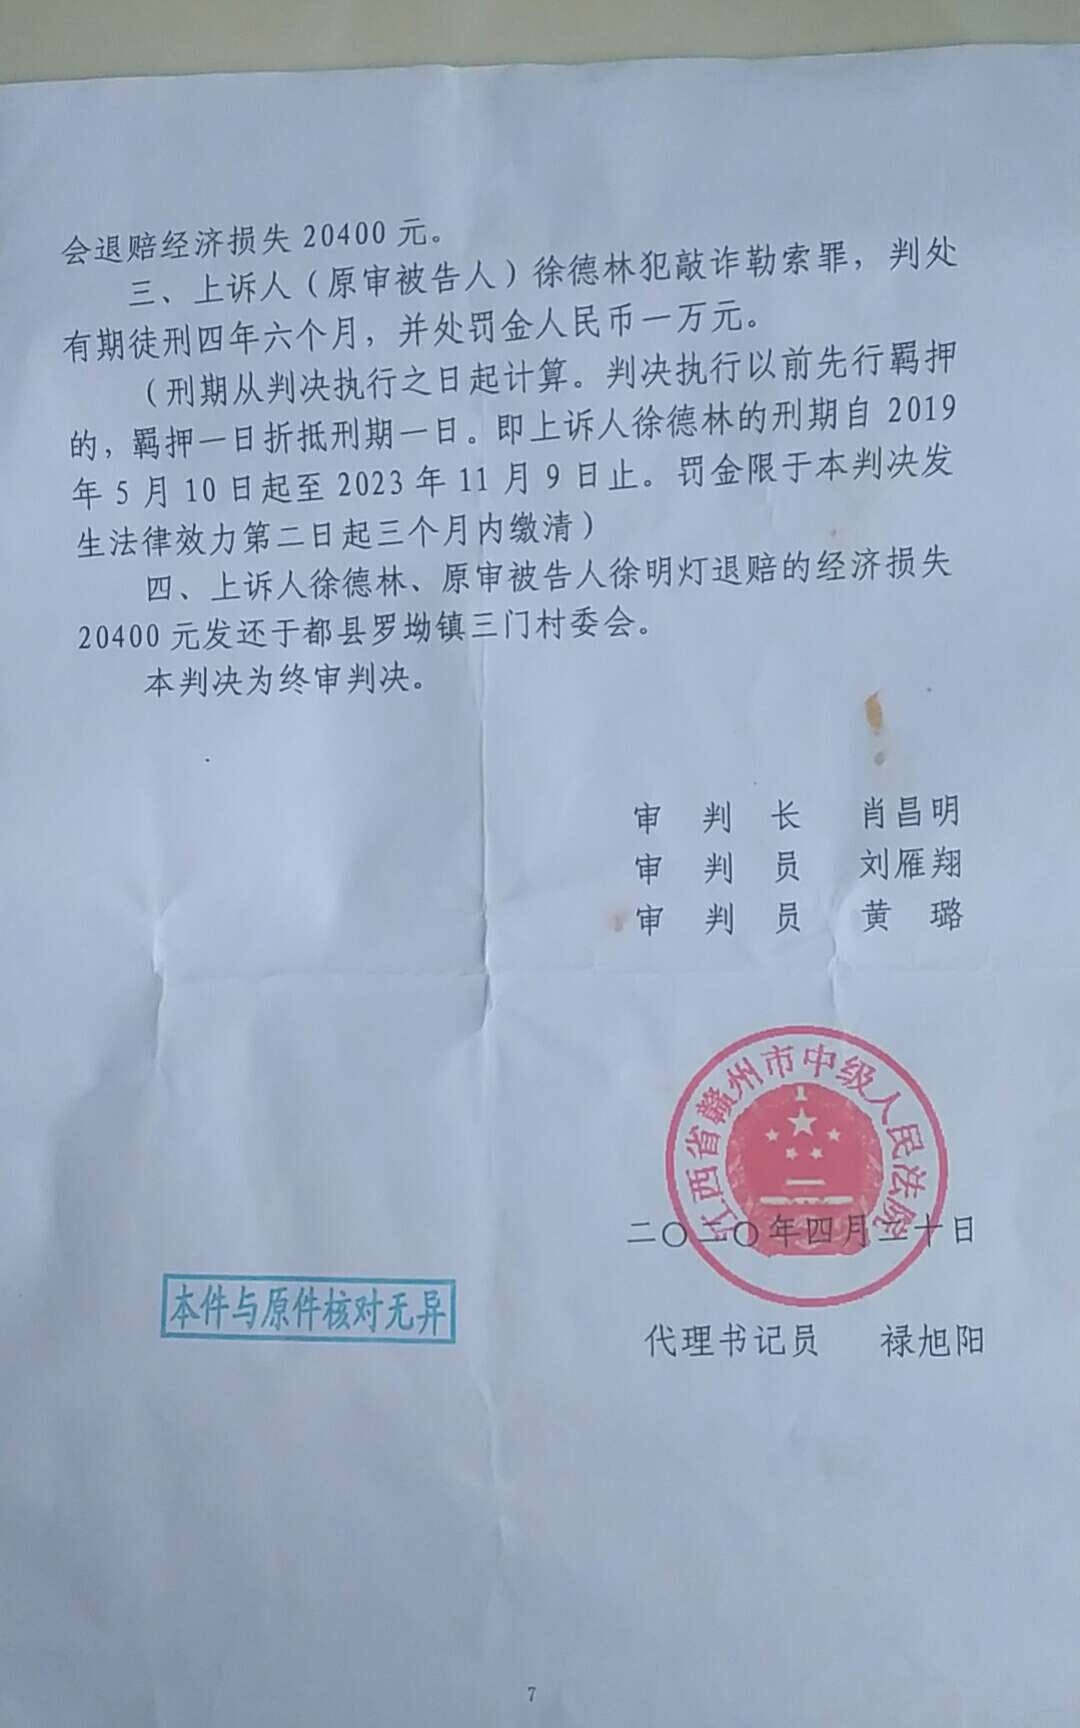 会退赔经济损失 20400 元。
三、上诉人（原审被告人）徐德林犯敲诈勒索罪，判处
有期徒刑四年六个月，并处罚金人民币一万元。
（刑期从判决执行之日起计算。判决执行以前先行羁押
的，羁押一日折抵刑期一日。即上诉人徐德林的刑期自 2019
年 5 月 10 日起至 2023 年 11 月 9 日止。罚金限于本判决发
生法律效力第二日起三个月内缴清）
四、上诉人徐德林、原审被告人徐明灯退赔的经济损失
20400 元发还于都县罗坳镇三门村委会。
本判决为终审判决。
审 判 长 肖昌明
审 判 员 刘雁翔
审 判 员 黄 璐
江西省赣州市中级人民法院
二〇二〇年四月二十日
本件与原件核对无异
代理书记员 禄旭阳
7